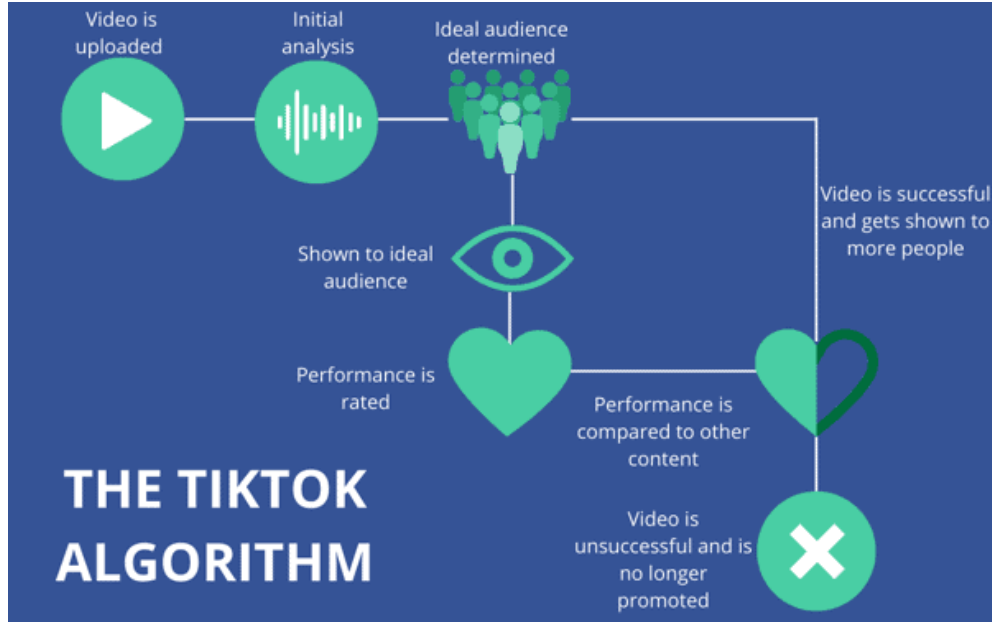 Video is
uploaded
Initial
analysis
Ideal audience
determined
Video is successful
and gets shown to
more people
Shown to ideal
audience
Performance is
rated
Performance is
compared to other
content
Video is
unsuccessful and is
no longer
promoted
THE TIKTOK
ALGORITHM